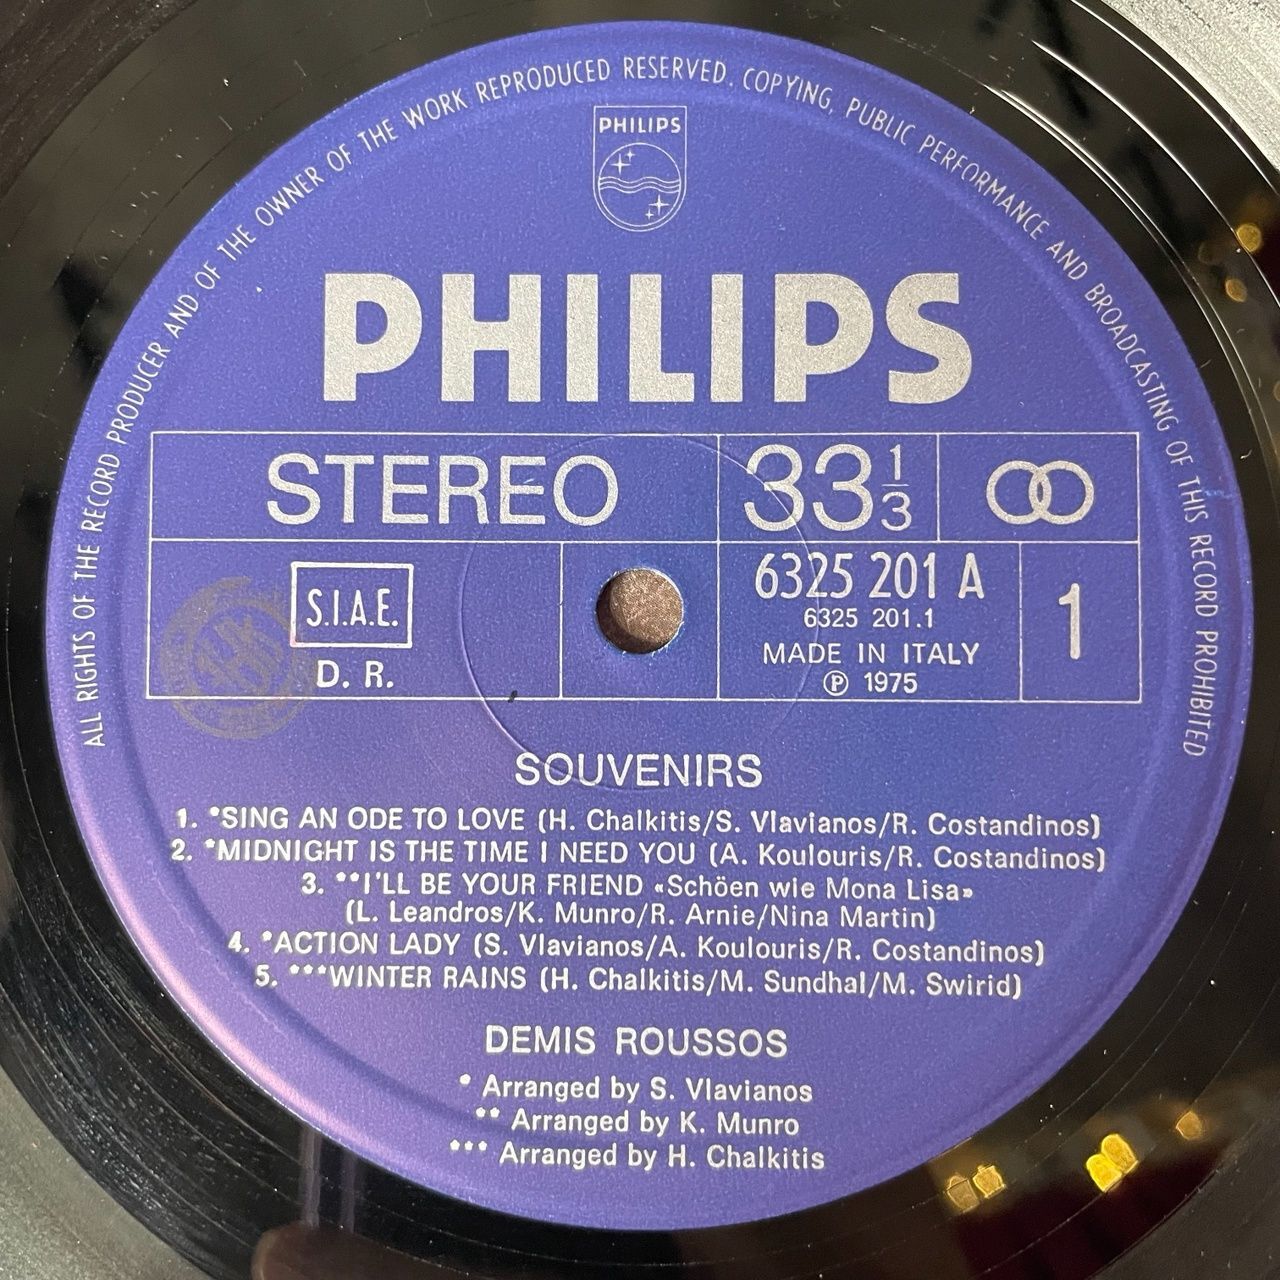 ALL RIGHTS OF THE RECORD PRODUCER AND OF THE OWNER OF THE WORK REPRODUCED RESERVED. COPYING, PUBLIC PERFORMANCE AND BROADCASTING OF THIS RECORD PROHIBITED
PHILIPS
PHILIPS
STEREO 33 1/3
S.I.A.E.
D. R.
6325 201 A
6325 201.1
MADE IN ITALY
℗ 1975
1
SOUVENIRS
1. *SING AN ODE TO LOVE (H. Chalkitis/S. Vlavianos/R. Costandinos)
2. *MIDNIGHT IS THE TIME I NEED YOU (A. Koulouris/R. Costandinos)
3. **I'LL BE YOUR FRIEND «Schöen wie Mona Lisa»
(L. Leandros/K. Munro/R. Arnie/Nina Martin)
4. *ACTION LADY (S. Vlavianos/A. Koulouris/R. Costandinos)
5. ***WINTER RAINS (H. Chalkitis/M. Sundhal/M. Swirid)
DEMIS ROUSSOS
* Arranged by S. Vlavianos
** Arranged by K. Munro
*** Arranged by H. Chalkitis